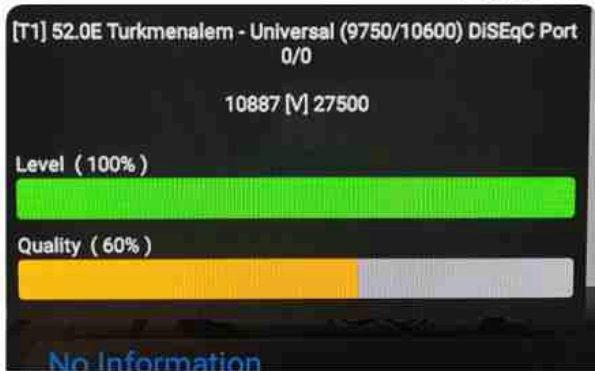 [T1] 52.0E Turkmenalem - Universal (9750/10600) DiSEqC Port
0/0
10887 [V] 27500
Level ( 100% )
Quality ( 60% )
No Information